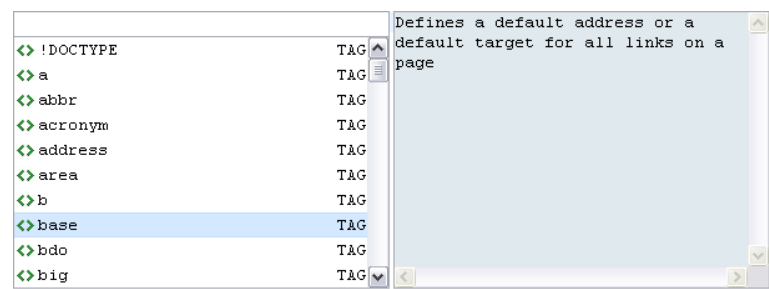 !DOCTYPE TAG
a TAG
abbr TAG
acronym TAG
address TAG
area TAG
b TAG
base TAG
bdo TAG
big TAG
Defines a default address or a
default target for all links on a
page